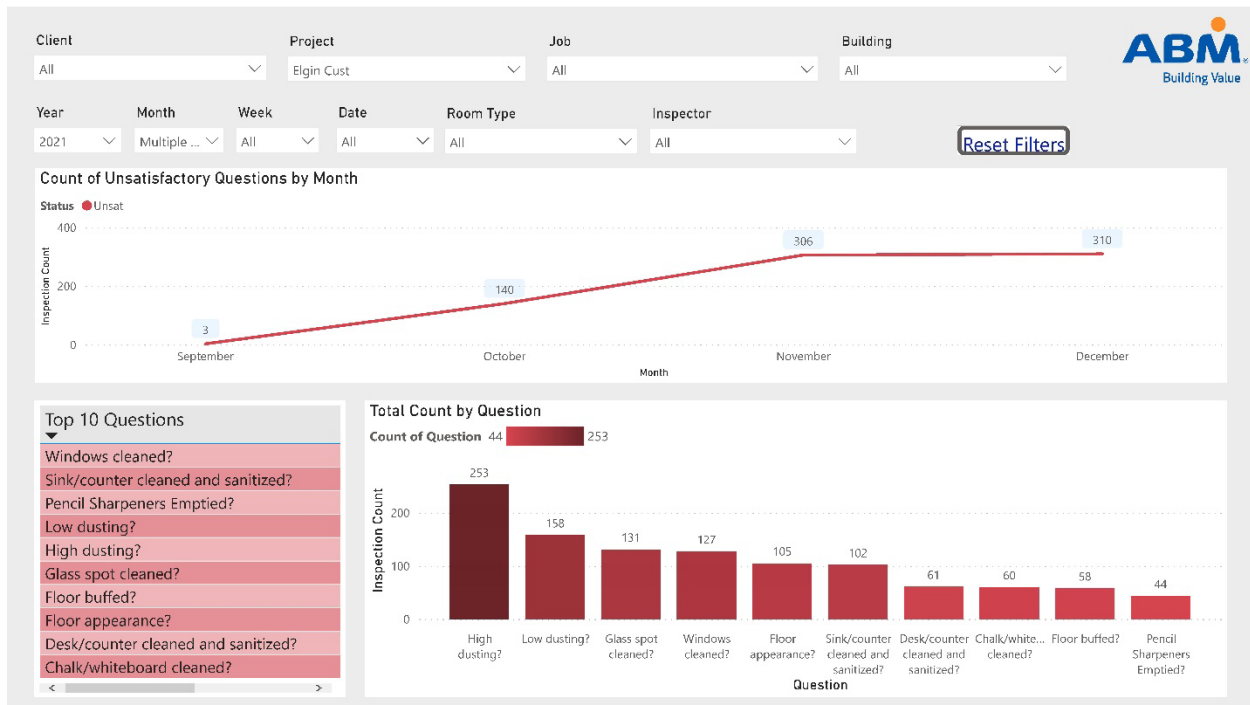 Client
Project
Job
Building
All
Elgin Cust
All
All
ABM
Building Value
Year
Month
Week
Date
Room Type
Inspector
2021
Multiple ...
All
All
All
All
Reset Filters
Count of Unsatisfactory Questions by Month
Status Unsat
400
200
0
Inspection Count
3
140
306
310
September
October
November
December
Month
Top 10 Questions
Windows cleaned?
Sink/counter cleaned and sanitized?
Pencil Sharpeners Emptied?
Low dusting?
High dusting?
Glass spot cleaned?
Floor buffed?
Floor appearance?
Desk/counter cleaned and sanitized?
Chalk/whiteboard cleaned?
Total Count by Question
Count of Question 44 253
200
100
0
Inspection Count
253
158
131
127
105
102
61
60
58
44
High
dusting?
Low dusting?
Glass spot
cleaned?
Windows
cleaned?
Floor
appearance?
Sink/counter
cleaned and
sanitized?
Desk/counter
cleaned and
sanitized?
Chalk/white...
cleaned?
Floor buffed?
Pencil
Sharpeners
Emptied?
Question